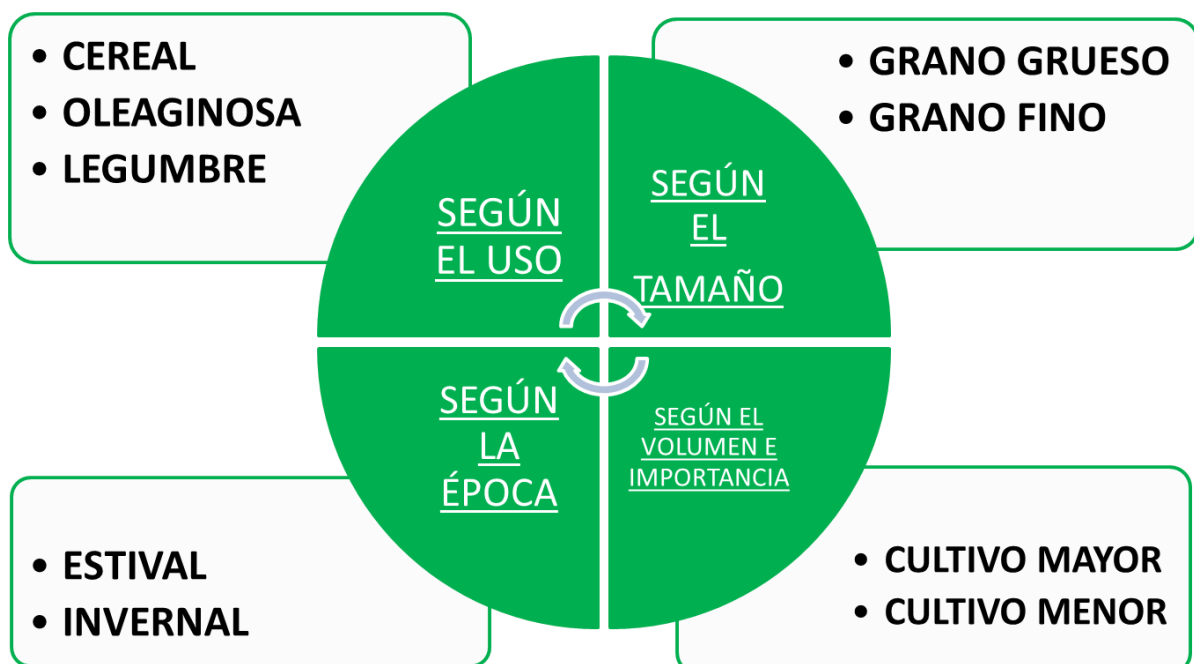 • CEREAL
• OLEAGINOSA
• LEGUMBRE
• GRANO GRUESO
• GRANO FINO
SEGÚN
EL USO
SEGÚN
EL
TAMAÑO
SEGÚN
LA
ÉPOCA
SEGÚN EL
VOLUMEN E
IMPORTANCIA
• ESTIVAL
• INVERNAL
• CULTIVO MAYOR
• CULTIVO MENOR